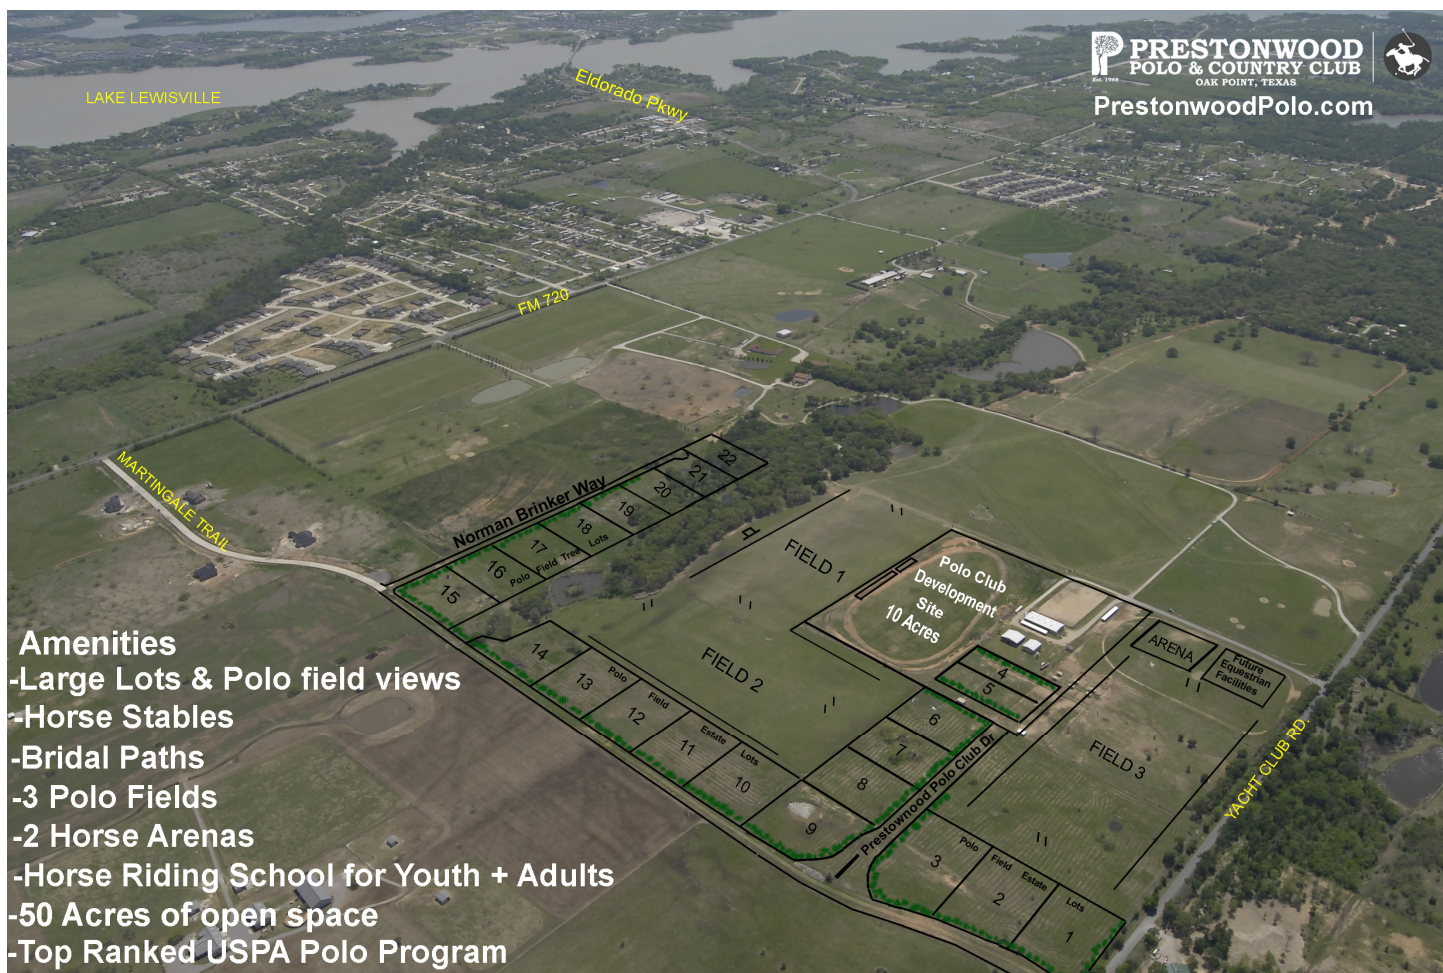 LAKE LEWISVILLE
Eldorado Pkwy
PRESTONWOOD
POLO & COUNTRY CLUB
Est. 1988
OAK POINT, TEXAS
PrestonwoodPolo.com
FM 720
MARTINGALE TRAIL
Norman Brinker Way
22
21
20
19
18
17
16
15
Polo Field Tree Lots
FIELD 1
Polo Club
Development
Site
10 Acres
ARENA
Future
Equestrian
Facilities
FIELD 2
4
5
6
7
8
9
14
13
12
11
10
Polo Field Estate Lots
FIELD 3
YACHT CLUB RD.
Prestownood Polo Club Dr
3
2
1
Polo Field Estate Lots
Amenities
-Large Lots & Polo field views
-Horse Stables
-Bridal Paths
-3 Polo Fields
-2 Horse Arenas
-Horse Riding School for Youth + Adults
-50 Acres of open space
-Top Ranked USPA Polo Program